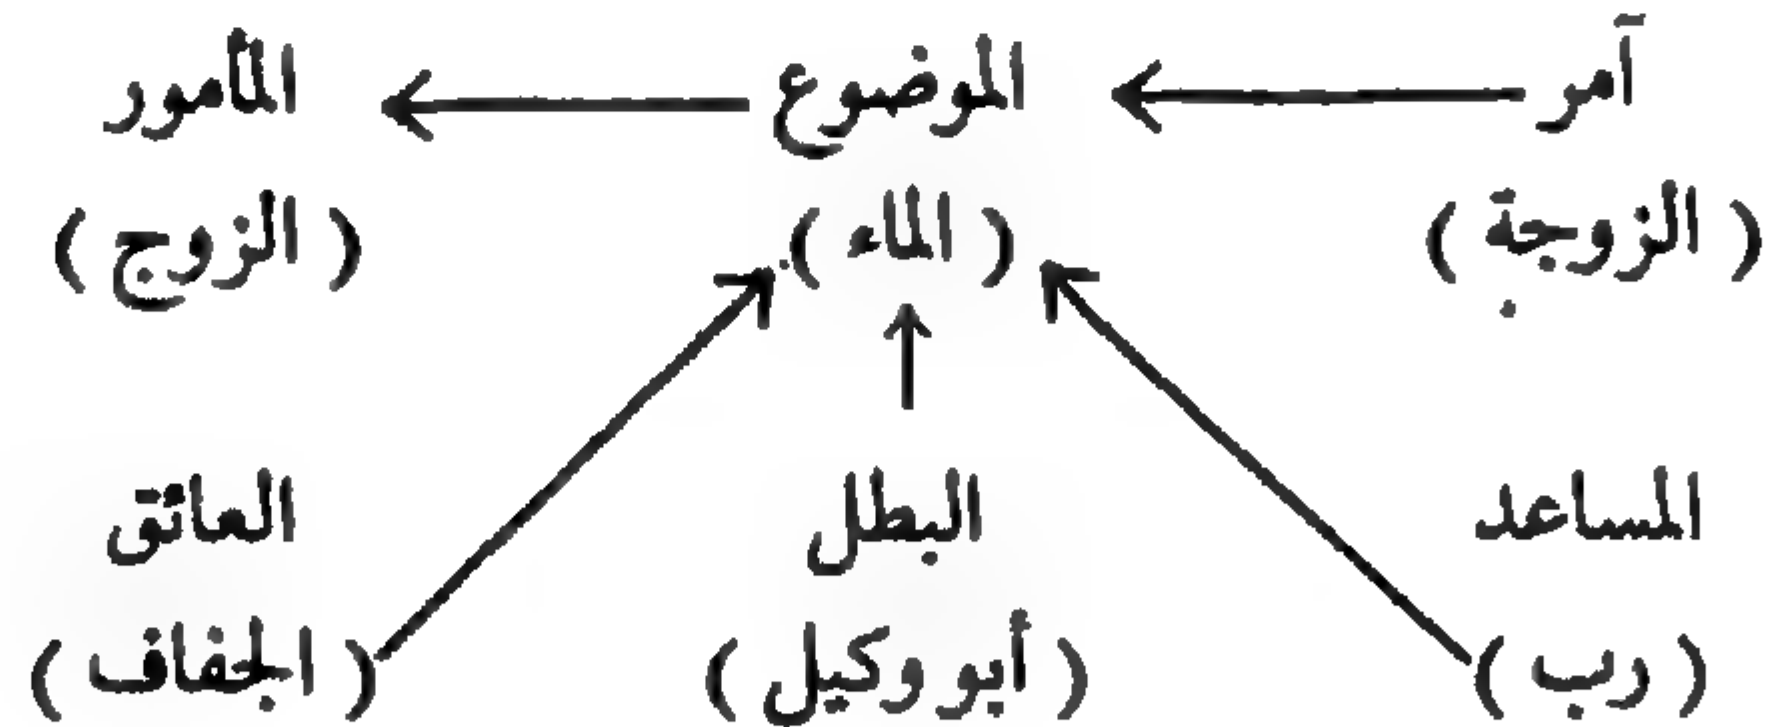 آمر الموضوع المأمور
( الزوجة ) ( الماء ) ( الزوج )
المساعد البطل العائق
( رب ) ( أبو وكيل ) ( الجفاف )